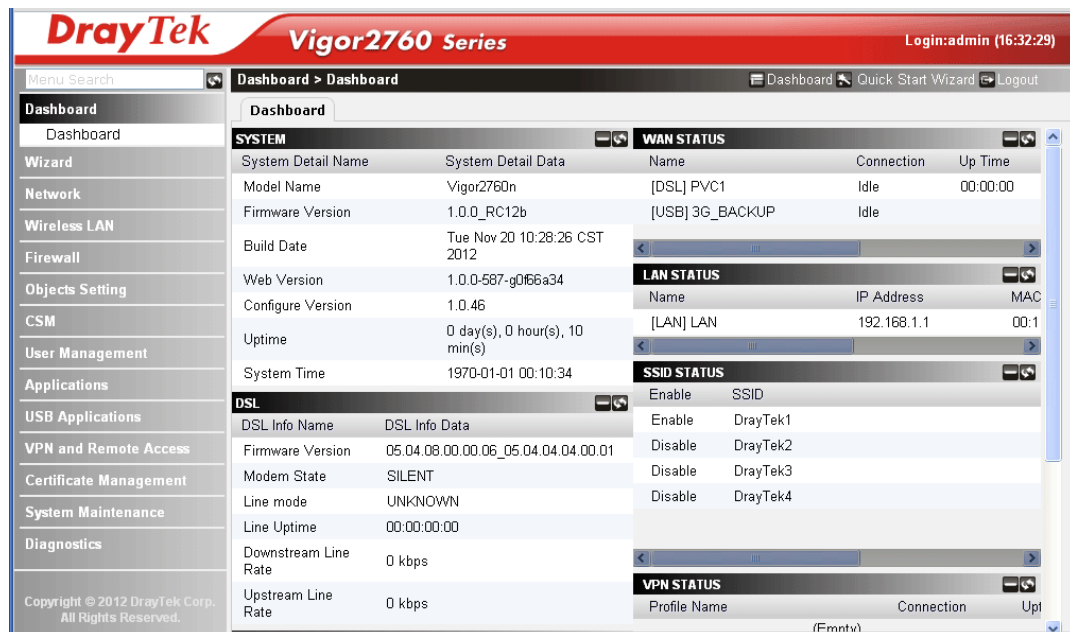 DrayTek
Vigor2760 Series
Login:admin (16:32:29)
Menu Search
Dashboard > Dashboard
Dashboard Quick Start Wizard Logout
Dashboard
Dashboard
Wizard
Network
Wireless LAN
Firewall
Objects Setting
CSM
User Management
Applications
USB Applications
VPN and Remote Access
Certificate Management
System Maintenance
Diagnostics
Copyright © 2012 DrayTek Corp.
All Rights Reserved.
Dashboard
SYSTEM
System Detail Name System Detail Data
Model Name Vigor2760n
Firmware Version 1.0.0_RC12b
Build Date Tue Nov 20 10:28:26 CST
2012
Web Version 1.0.0-587-g0f66a34
Configure Version 1.0.46
Uptime 0 day(s), 0 hour(s), 10
min(s)
System Time 1970-01-01 00:10:34
DSL
DSL Info Name DSL Info Data
Firmware Version 05.04.08.00.00.06_05.04.04.04.00.01
Modem State SILENT
Line mode UNKNOWN
Line Uptime 00:00:00:00
Downstream Line
Rate 0 kbps
Upstream Line
Rate 0 kbps
WAN STATUS
Name Connection Up Time
[DSL] PVC1 Idle 00:00:00
[USB] 3G_BACKUP Idle
LAN STATUS
Name IP Address MAC
[LAN] LAN 192.168.1.1 00:1
SSID STATUS
Enable SSID
Enable DrayTek1
Disable DrayTek2
Disable DrayTek3
Disable DrayTek4
VPN STATUS
Profile Name Connection Upt
(Empty)